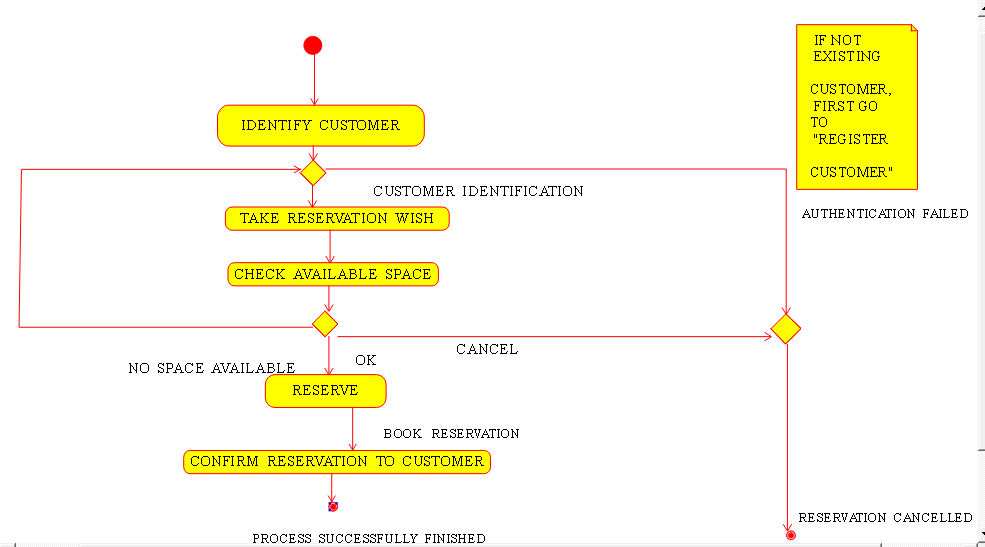 IF NOT
EXISTING
CUSTOMER,
FIRST GO
TO
"REGISTER
CUSTOMER"
IDENTIFY CUSTOMER
CUSTOMER IDENTIFICATION
AUTHENTICATION FAILED
TAKE RESERVATION WISH
CHECK AVAILABLE SPACE
CANCEL
OK
NO SPACE AVAILABLE
RESERVE
BOOK RESERVATION
CONFIRM RESERVATION TO CUSTOMER
RESERVATION CANCELLED
PROCESS SUCCESSFULLY FINISHED